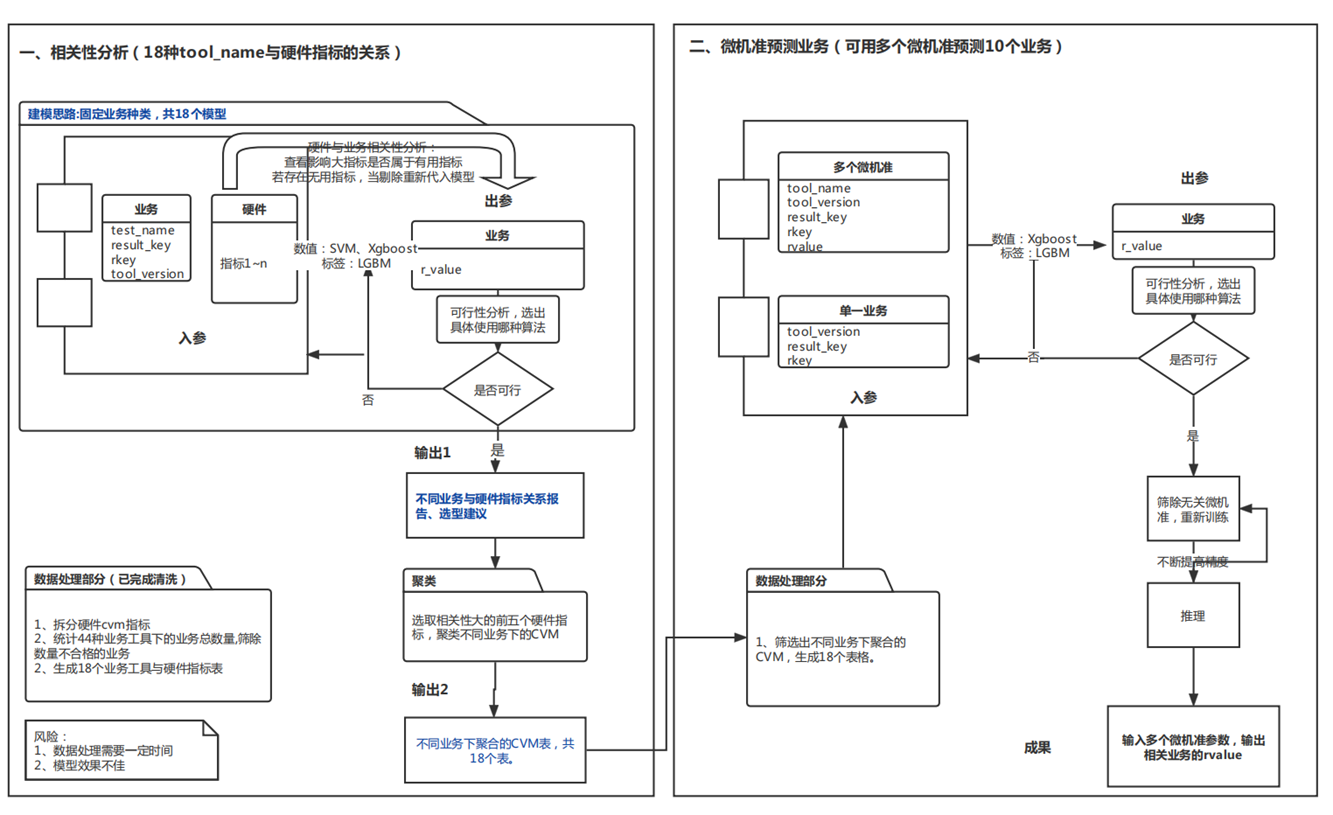 一、相关性分析（18种tool_name与硬件指标的关系）
建模思路:固定业务种类，共18个模型
硬件与业务相关性分析：
查看影响大指标是否属于有用指标
若存在无用指标，当剔除重新代入模型
业务
test_name
result_key
rkey
tool_version
硬件
指标1~n
入参
数值：SVM、Xgboost
标签：LGBM
出参
业务
r_value
可行性分析，选出
具体使用哪种算法
是否可行
否
是
输出1
不同业务与硬件指标关系报
告、选型建议
聚类
选取相关性大的前五个硬件指
标，聚类不同业务下的CVM
输出2
不同业务下聚合的CVM表，共
18个表。
数据处理部分（已完成清洗）
1、拆分硬件cvm指标
2、统计44种业务工具下的业务总数量,筛除
数量不合格的业务
2、生成18个业务工具与硬件指标表
风险：
1、数据处理需要一定时间
2、模型效果不佳
二、微机准预测业务（可用多个微机准预测10个业务）
多个微机准
tool_name
tool_version
result_key
rkey
rvalue
单一业务
tool_version
result_key
rkey
入参
数值：Xgboost
标签：LGBM
出参
业务
r_value
可行性分析，选出
具体使用哪种算法
是否可行
否
是
筛除无关微机
准，重新训练
不断提高精度
推理
数据处理部分
1、筛选出不同业务下聚合的
CVM，生成18个表格。
成果
输入多个微机准参数，输出
相关业务的rvalue